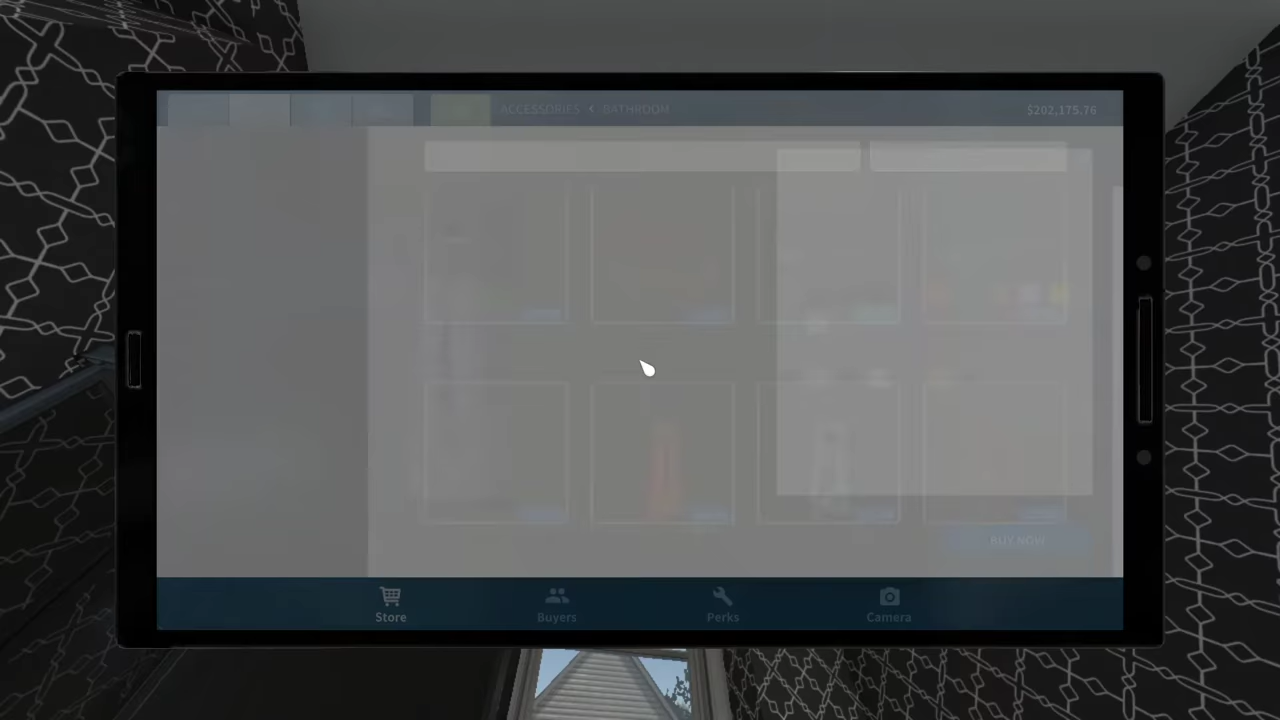 ACCESSORIES < BATHROOM
$202,175.76
BUY NOW
Store
Buyers
Perks
Camera